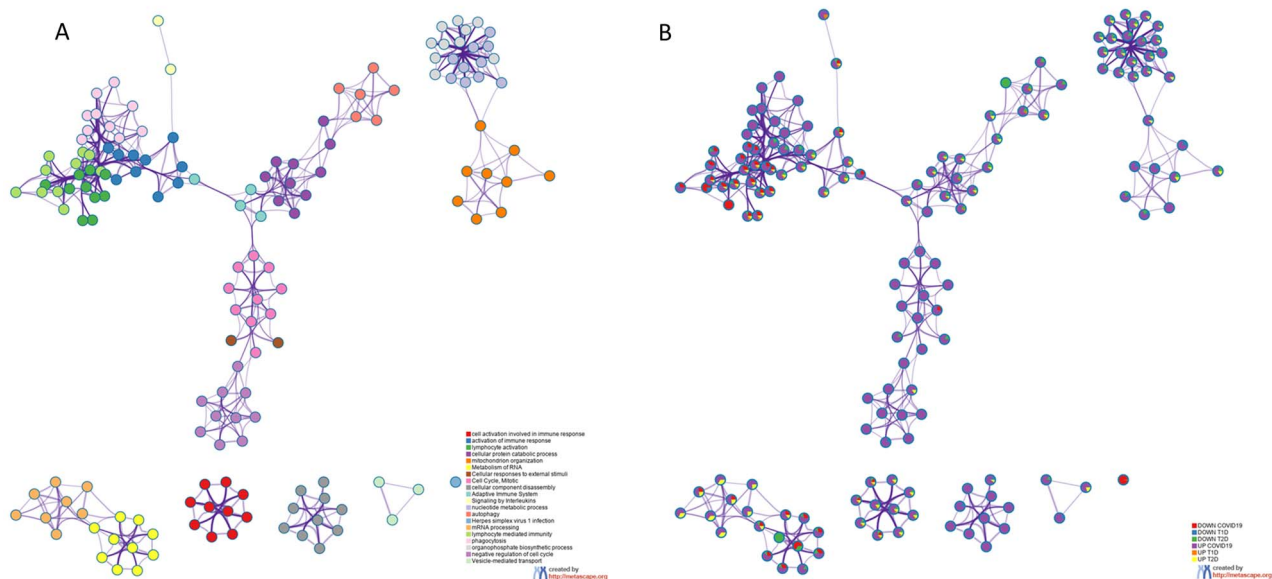 A
B
cell activation involved in immune response
activation of immune response
lymphocyte activation
cellular protein catabolic process
mitochondrion organization
Metabolism of RNA
Cellular responses to external stimuli
Cell Cycle, Mitotic
cellular component disassembly
Adaptive Immune System
Signaling by Interleukins
nucleotide metabolic process
autophagy
Herpes simplex virus 1 infection
mRNA processing
lymphocyte mediated immunity
phagocytosis
organophosphate biosynthetic process
negative regulation of cell cycle
Vesicle-mediated transport
created by
http://metascape.org
DOWN COVID19
DOWN T1D
DOWN T2D
UP COVID19
UP T1D
UP T2D
created by
http://metascape.org